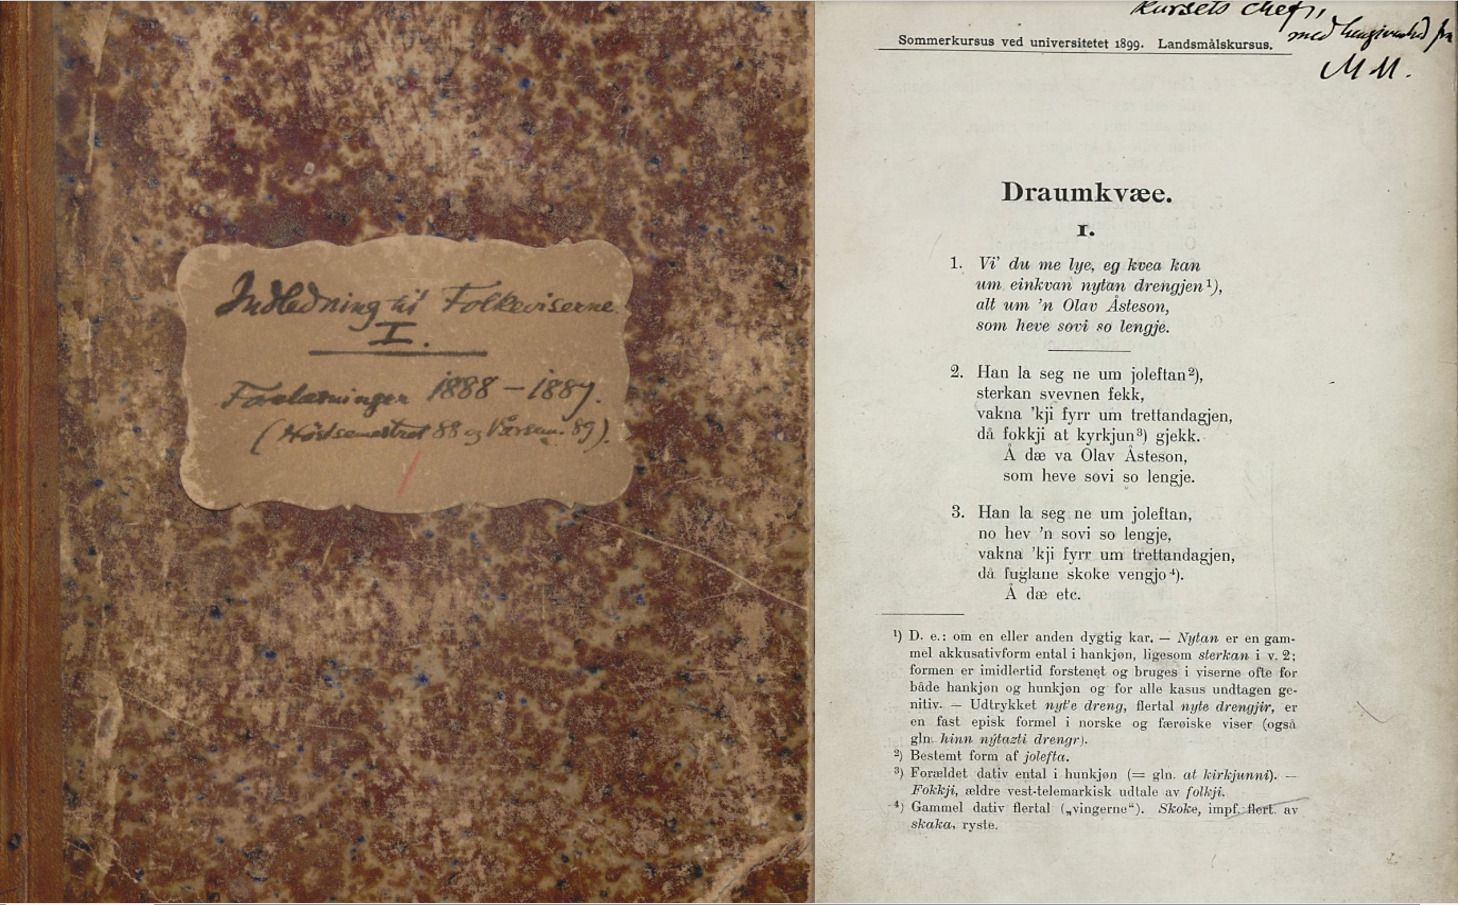 Indledning til Folkeviserne.
I.
Forelæsninger 1888 – 1889.
(Höstsemestret 88 og Vårsem. 89).
kursets chef,
med hengivenhed fra
M M.
Sommerkursus ved universitetet 1899. Landsmålskursus.
Draumkvæe.
I.
1. Vi' du me lye, eg kvea kan
um einkvan nytan drengjen¹),
alt um 'n Olav Åsteson,
som heve sovi so lengje.
2. Han la seg ne um joleftan²),
sterkan svevnen fekk,
vakna 'kji fyrr um trettandagjen,
då fokkji at kyrkjun³) gjekk.
Å dæ va Olav Åsteson,
som heve sovi so lengje.
3. Han la seg ne um joleftan,
no hev 'n sovi so lengje,
vakna 'kji fyrr um trettandagjen,
då fuglane skoke vengjo⁴).
Å dæ etc.
¹) D. e.: om en eller anden dygtig kar. — Nytan er en gam-
mel akkusativform ental i hankjøn, ligesom sterkan i v. 2;
formen er imidlertid forstenet og bruges i viserne ofte for
både hankjøn og hunkjøn og for alle kasus undtagen ge-
nitiv. — Udtrykket nyt'e dreng, flertal nyte drengjir, er
en fast episk formel i norske og færøiske viser (også
gln. hinn nýtazti drengr).
²) Bestemt form af jolefta.
³) Forældet dativ ental i hunkjøn (= gln. at kirkjunni). —
Fokkji, ældre vest-telemarkisk udtale av folkji.
⁴) Gammel dativ flertal („vingerne“). Skoke, impf. flert. av
skaka, ryste.